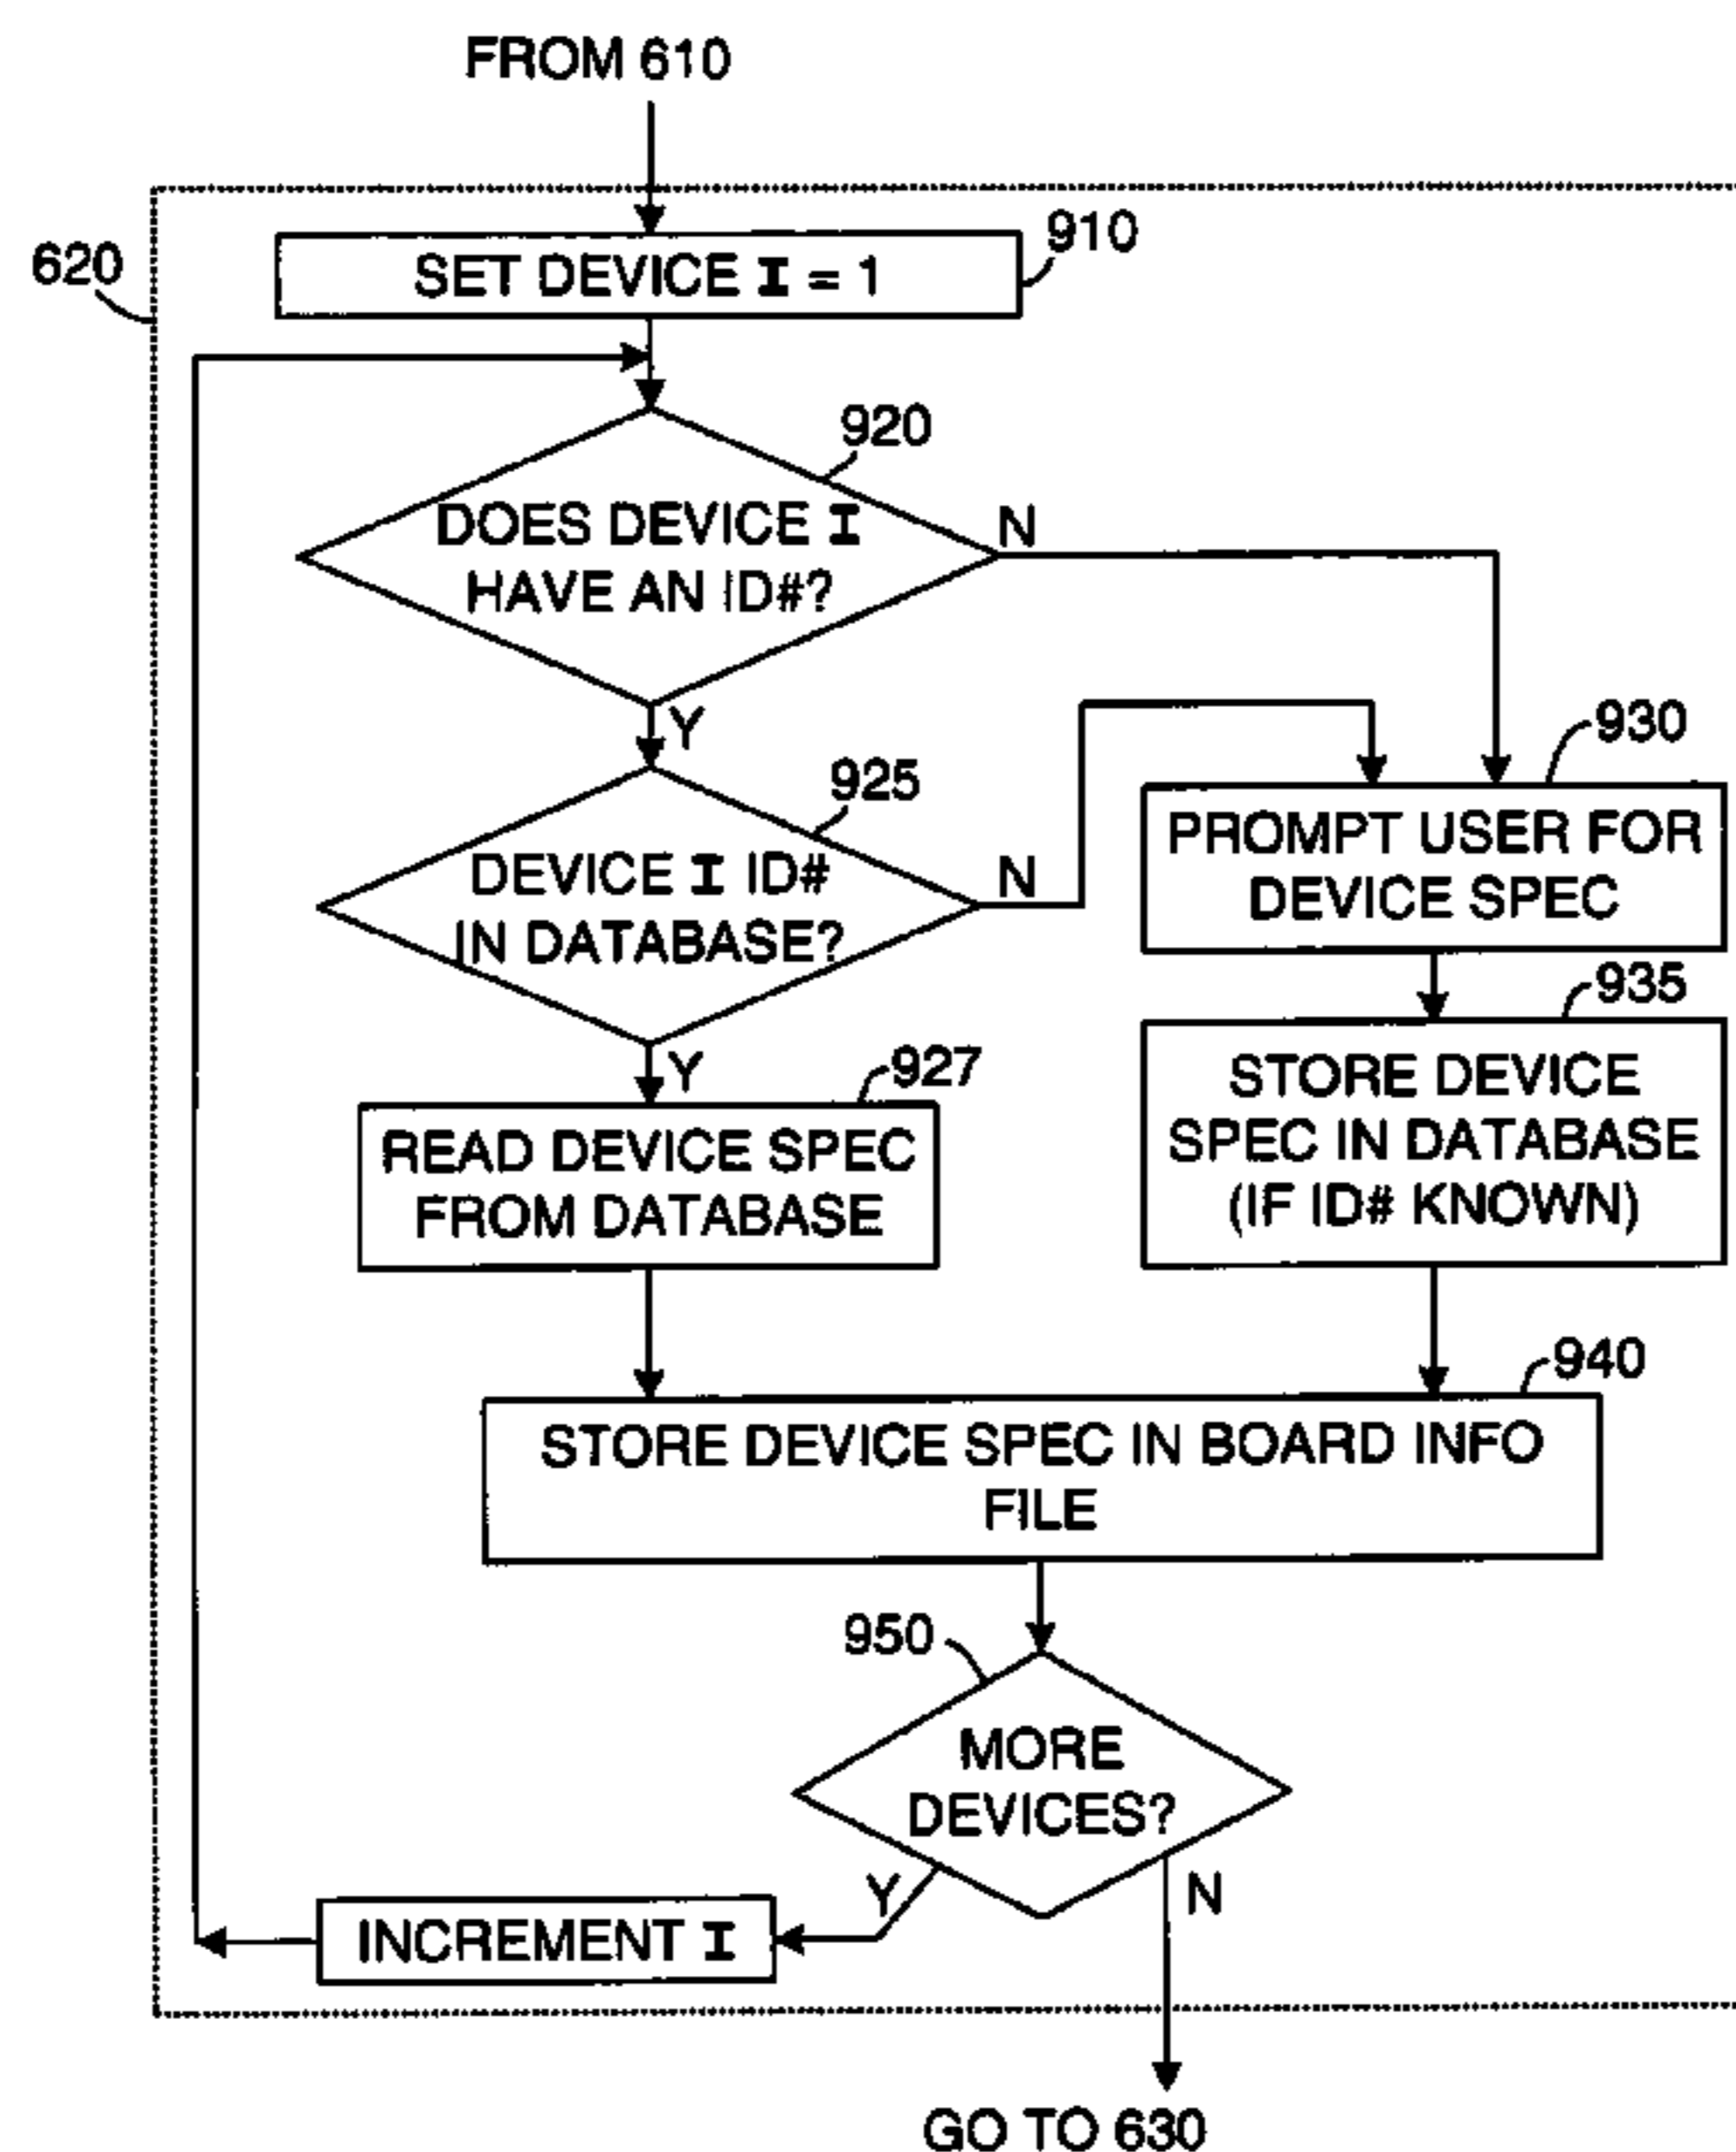 FROM 610
620
SET DEVICE I = 1
910
920
DOES DEVICE I
HAVE AN ID#?
N
Y
925
DEVICE I ID#
IN DATABASE?
N
930
PROMPT USER FOR
DEVICE SPEC
935
STORE DEVICE
SPEC IN DATABASE
(IF ID# KNOWN)
Y
927
READ DEVICE SPEC
FROM DATABASE
940
STORE DEVICE SPEC IN BOARD INFO
FILE
950
MORE
DEVICES?
Y
N
INCREMENT I
GO TO 630